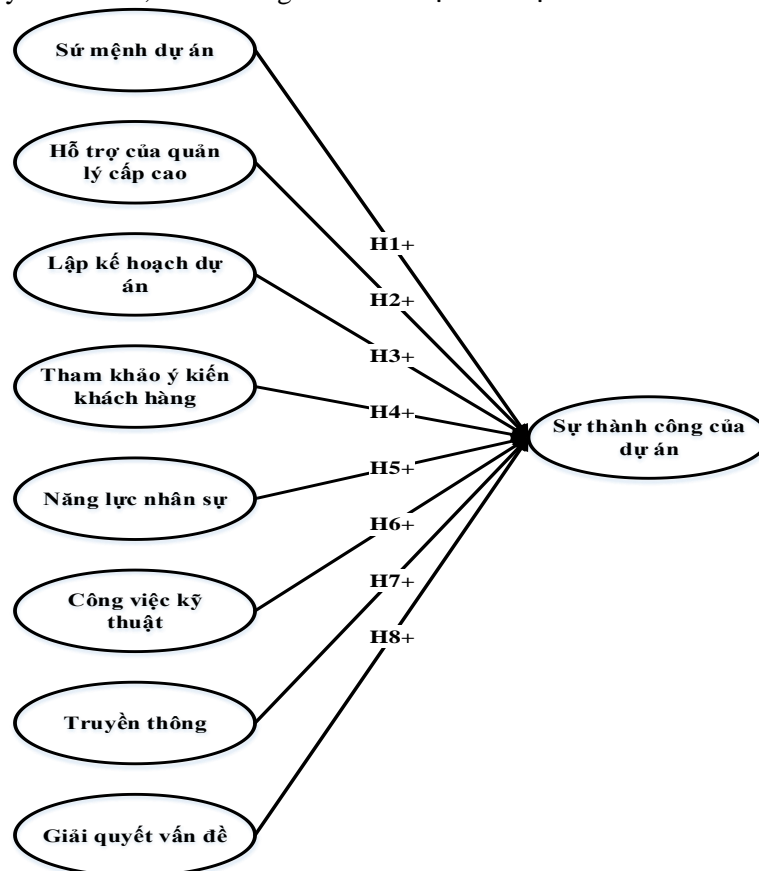 Sứ mệnh dự án
Hỗ trợ của quản
lý cấp cao
Lập kế hoạch dự
án
Tham khảo ý kiến
khách hàng
Năng lực nhân sự
Công việc kỹ
thuật
Truyền thông
Giải quyết vấn đề
H1+
H2+
H3+
H4+
H5+
H6+
H7+
H8+
Sự thành công của
dự án